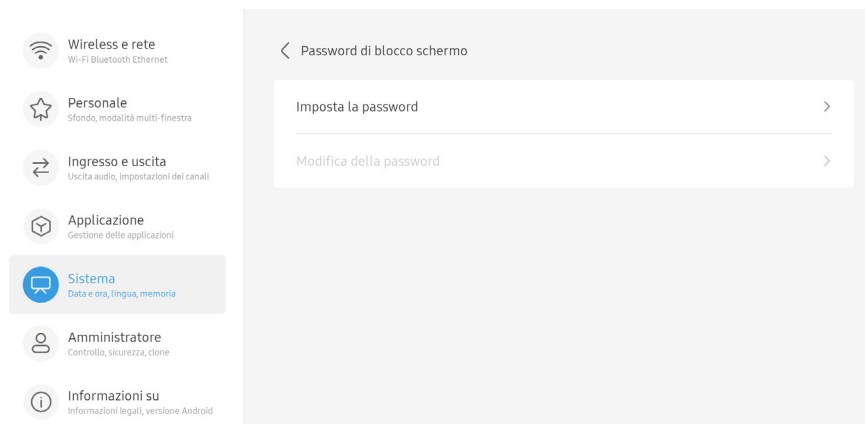 Wireless e rete
Wi-Fi Bluetooth Ethernet
Personale
Sfondo, modalità multi-finestra
Ingresso e uscita
Uscita audio, impostazioni dei canali
Applicazione
Gestione delle applicazioni
Sistema
Data e ora, lingua, memoria
Amministratore
Controllo, sicurezza, clone
Informazioni su
Informazioni legali, versione Android
Password di blocco schermo
Imposta la password
Modifica della password